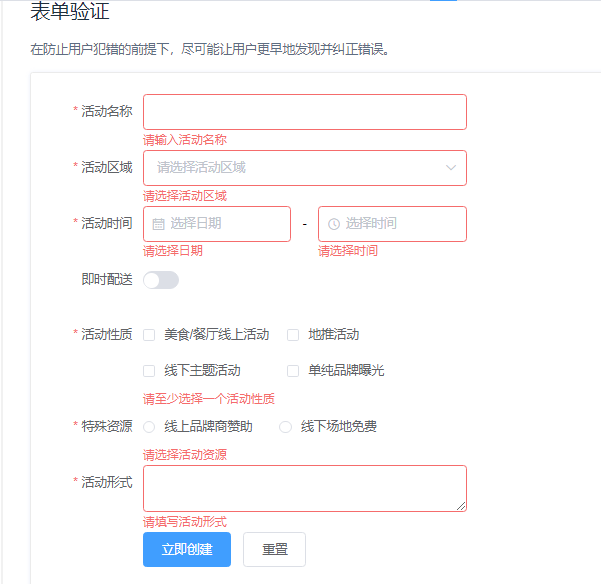 表单验证
在防止用户犯错的前提下，尽可能让用户更早地发现并纠正错误。
* 活动名称
请输入活动名称
* 活动区域 请选择活动区域
请选择活动区域
* 活动时间 选择日期 - 选择时间
请选择日期 请选择时间
即时配送
* 活动性质 美食/餐厅线上活动 地推活动
线下主题活动 单纯品牌曝光
请至少选择一个活动性质
* 特殊资源 线上品牌商赞助 线下场地免费
请选择活动资源
* 活动形式
请填写活动形式
立即创建 重置